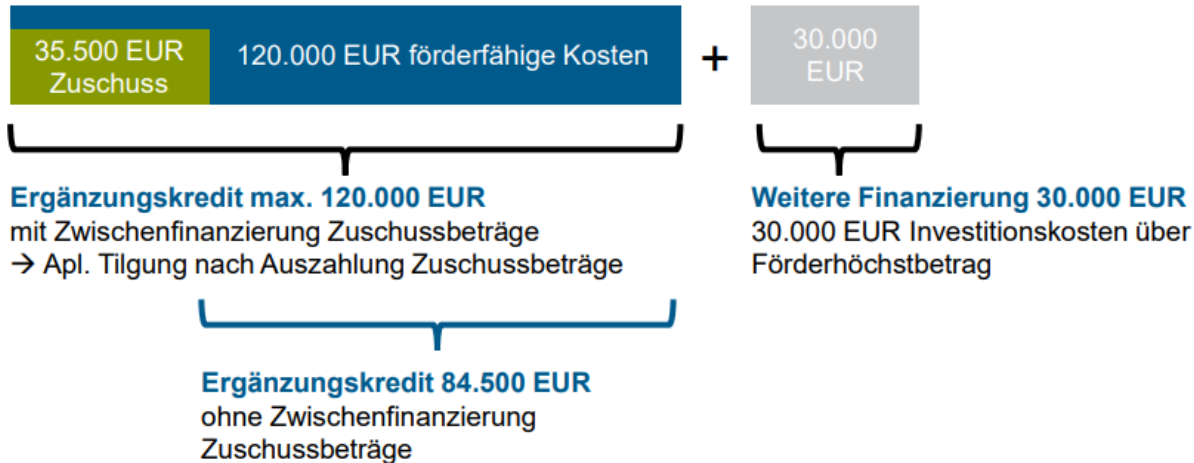 35.500 EUR
Zuschuss
120.000 EUR förderfähige Kosten
+
30.000
EUR
Ergänzungskredit max. 120.000 EUR
mit Zwischenfinanzierung Zuschussbeträge
→ Apl. Tilgung nach Auszahlung Zuschussbeträge
Weitere Finanzierung 30.000 EUR
30.000 EUR Investitionskosten über
Förderhöchstbetrag
Ergänzungskredit 84.500 EUR
ohne Zwischenfinanzierung
Zuschussbeträge